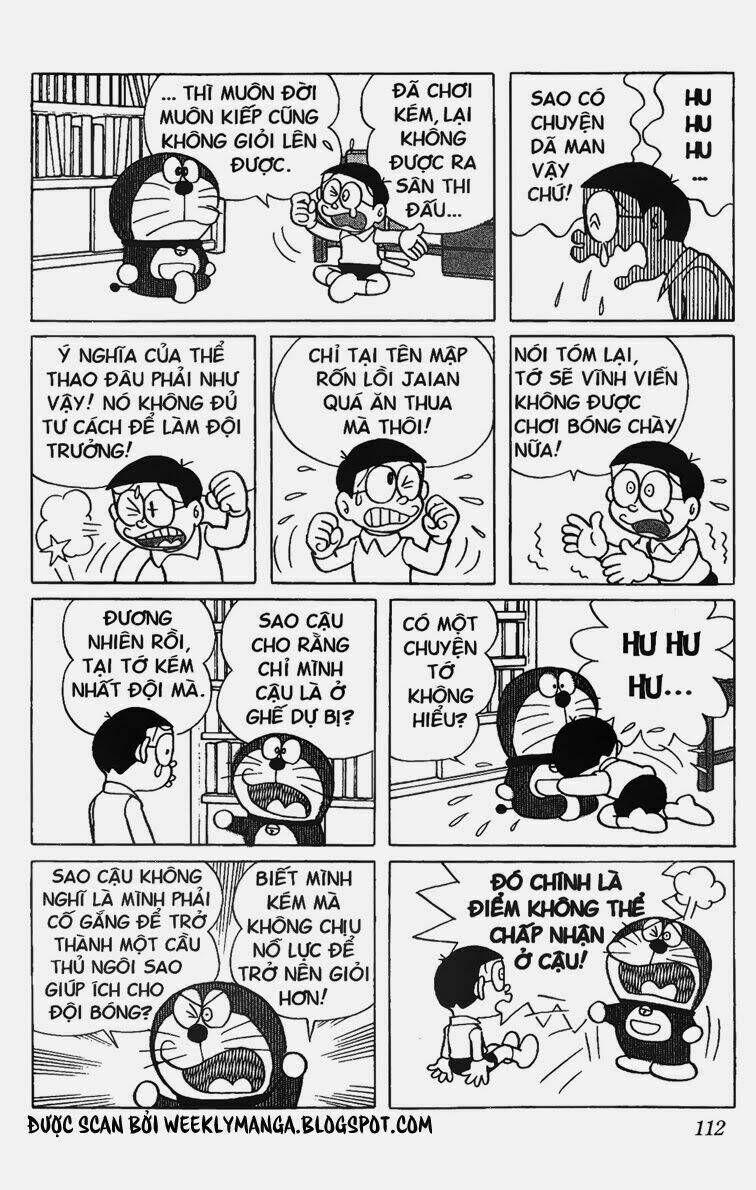 HU
HU
HU
...
SAO CÓ
CHUYỆN
DÃ MAN
VẬY
CHỨ!
ĐÃ CHƠI
KÉM, LẠI
KHÔNG
ĐƯỢC RA
SÂN THI
ĐẤU...
... THÌ MUÔN ĐỜI
MUÔN KIẾP CŨNG
KHÔNG GIỎI LÊN
ĐƯỢC.
NÓI TÓM LẠI,
TỚ SẼ VĨNH VIỄN
KHÔNG ĐƯỢC
CHƠI BÓNG CHÀY
NỮA!
CHỈ TẠI TÊN MẬP
RỐN LỒI JAIAN
QUÁ ĂN THUA
MÀ THÔI!
Ý NGHĨA CỦA THỂ
THAO ĐÂU PHẢI NHƯ
VẬY! NÓ KHÔNG ĐỦ
TƯ CÁCH ĐỂ LÀM ĐỘI
TRƯỞNG!
HU HU
HU...
CÓ MỘT
CHUYỆN
TỚ
KHÔNG
HIỂU?
SAO CẬU
CHO RẰNG
CHỈ MÌNH
CẬU LÀ Ở
GHẾ DỰ BỊ?
ĐƯƠNG
NHIÊN RỒI,
TẠI TỚ KÉM
NHẤT ĐỘI MÀ.
ĐÓ CHÍNH LÀ
ĐIỂM KHÔNG THỂ
CHẤP NHẬN
Ở CẬU!
BIẾT MÌNH
KÉM MÀ
KHÔNG CHỊU
NỖ LỰC ĐỂ
TRỞ NÊN GIỎI
HƠN!
SAO CẬU KHÔNG
NGHĨ LÀ MÌNH PHẢI
CỐ GẮNG ĐỂ TRỞ
THÀNH MỘT CẦU
THỦ NGÔI SAO
GIÚP ÍCH CHO
ĐỘI BÓNG?
ĐƯỢC SCAN BỞI WEEKLYMANGA.BLOGSPOT.COM
112